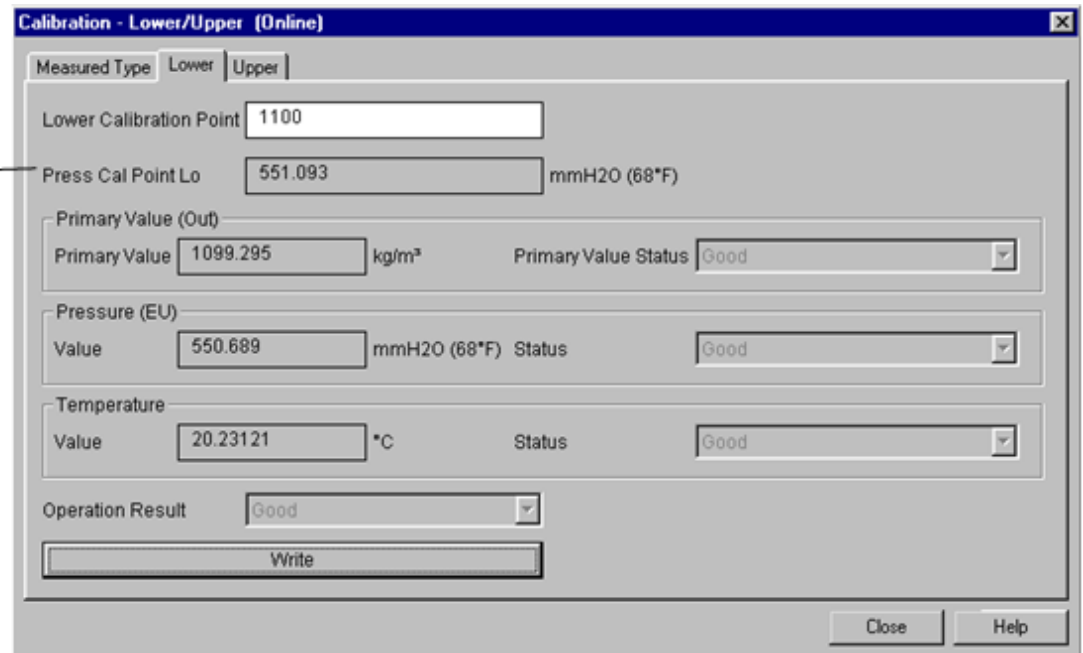 Calibration - Lower/Upper (Online)
Measured Type Lower Upper
Lower Calibration Point 1100
Press Cal Point Lo 551.093 mmH2O (68°F)
Primary Value (Out)
Primary Value 1099.295 kg/m³ Primary Value Status Good
Pressure (EU)
Value 550.689 mmH2O (68°F) Status Good
Temperature
Value 20.23121 °C Status Good
Operation Result Good
Write
Close Help